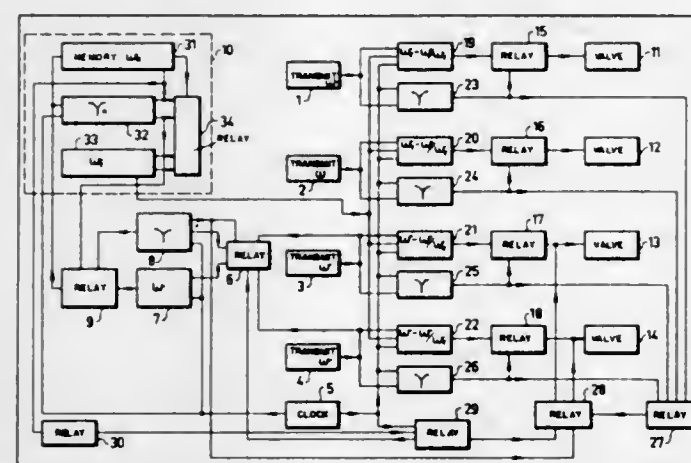 MEMORY ω₀ 31 10
γ₀ 32
33 34 RELAY
TRANSMIT 1
19 RELAY 15 VALVE 11
γ 23
TRANSMIT ω 2
20 RELAY 16 VALVE 12
γ 24
TRANSMIT ω 3
21 RELAY 17 VALVE 13
γ 25
TRANSMIT ω 4
22 RELAY 18 VALVE 14
γ 26
γ 8 RELAY 6
RELAY 9 ω 7
CLOCK 5
RELAY 30
RELAY 29
RELAY 28
RELAY 27